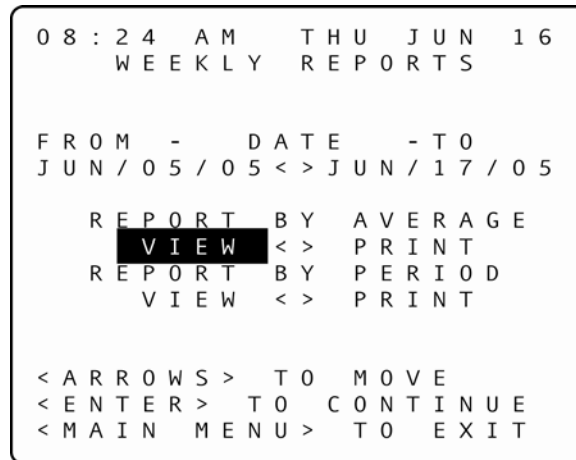 08:24 AM THU JUN 16
WEEKLY REPORTS
FROM - DATE - TO
JUN/05/05<>JUN/17/05
REPORT BY AVERAGE
VIEW <> PRINT
REPORT BY PERIOD
VIEW <> PRINT
<ARROWS> TO MOVE
<ENTER> TO CONTINUE
<MAIN MENU> TO EXIT